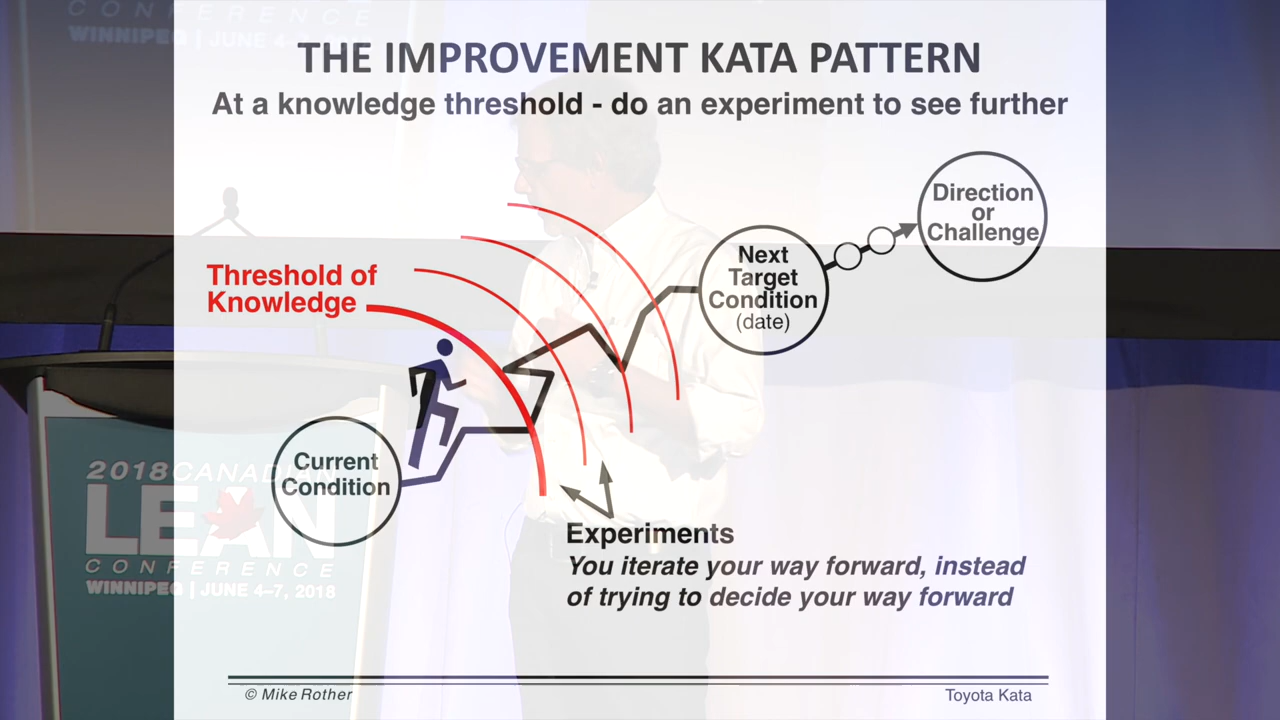 CONFERENCE
WINNIPEG | JUNE 4-7, 2018
THE IMPROVEMENT KATA PATTERN
At a knowledge threshold - do an experiment to see further
Direction
or
Challenge
Next
Target
Condition
(date)
Threshold of
Knowledge
Current
Condition
2018 CANADIAN
LEAN
CONFERENCE
WINNIPEG | JUNE 4–7, 2018
Experiments
You iterate your way forward, instead
of trying to decide your way forward
© Mike Rother
Toyota Kata